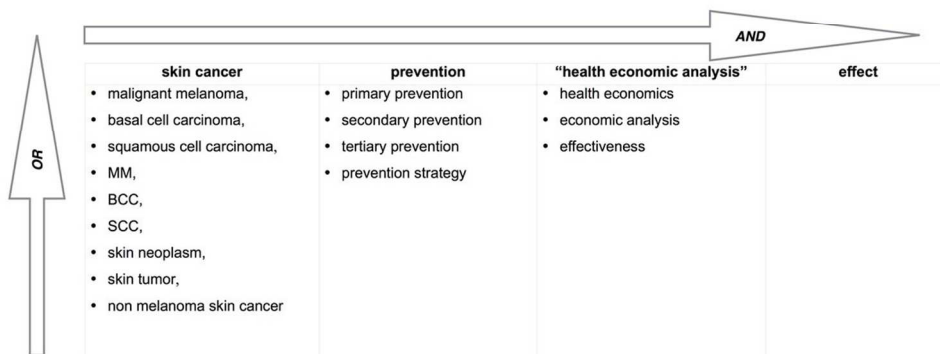 AND
OR
skin cancer
• malignant melanoma,
• basal cell carcinoma,
• squamous cell carcinoma,
• MM,
• BCC,
• SCC,
• skin neoplasm,
• skin tumor,
• non melanoma skin cancer
prevention
• primary prevention
• secondary prevention
• tertiary prevention
• prevention strategy
“health economic analysis”
• health economics
• economic analysis
• effectiveness
effect